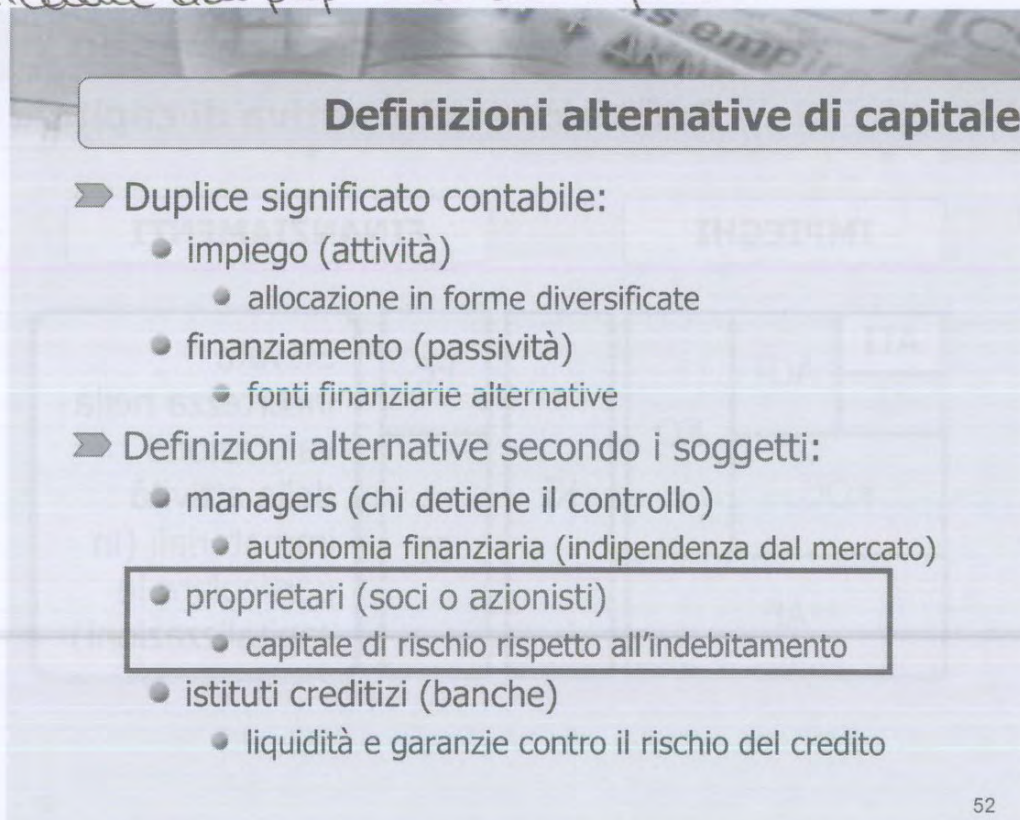 Definizioni alternative di capitale
Duplice significato contabile:
impiego (attività)
allocazione in forme diversificate
finanziamento (passività)
fonti finanziarie alternative
Definizioni alternative secondo i soggetti:
managers (chi detiene il controllo)
autonomia finanziaria (indipendenza dal mercato)
proprietari (soci o azionisti)
capitale di rischio rispetto all'indebitamento
istituti creditizi (banche)
liquidità e garanzie contro il rischio del credito
52